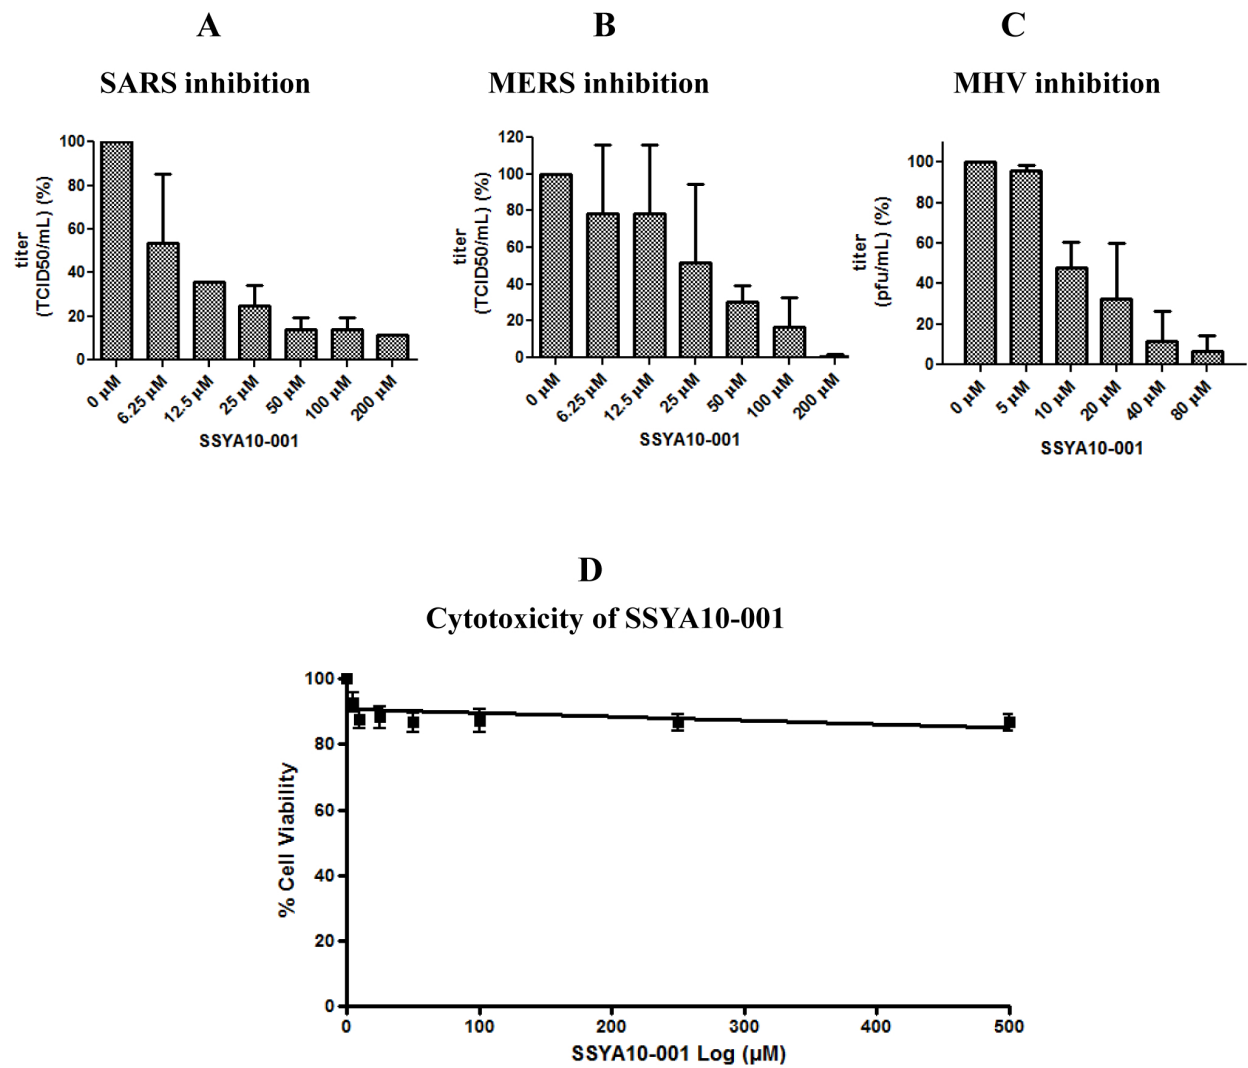 A
SARS inhibition
titer
(TCID50/mL) (%)
100
80
60
40
20
0
0 µM
6.25 µM
12.5 µM
25 µM
50 µM
100 µM
200 µM
SSYA10-001
B
MERS inhibition
titer
(TCID50/mL) (%)
120
100
80
60
40
20
0
0 µM
6.25 µM
12.5 µM
25 µM
50 µM
100 µM
200 µM
SSYA10-001
C
MHV inhibition
titer
(pfu/mL) (%)
100
80
60
40
20
0
0 µM
5 µM
10 µM
20 µM
40 µM
80 µM
SSYA10-001
D
Cytotoxicity of SSYA10-001
% Cell Viability
100
80
60
40
20
0
0
100
200
300
400
500
SSYA10-001 Log (µM)